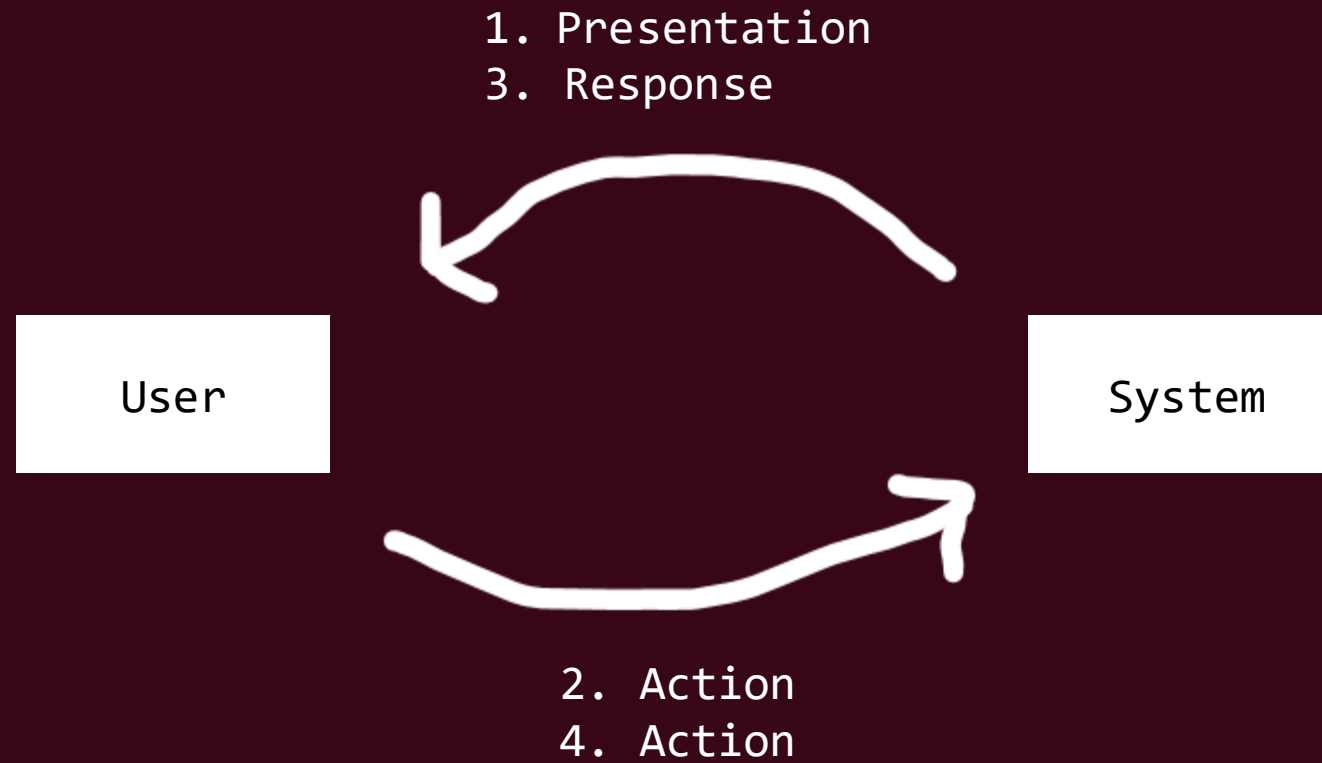 1. Presentation
3. Response
User
System
2. Action
4. Action